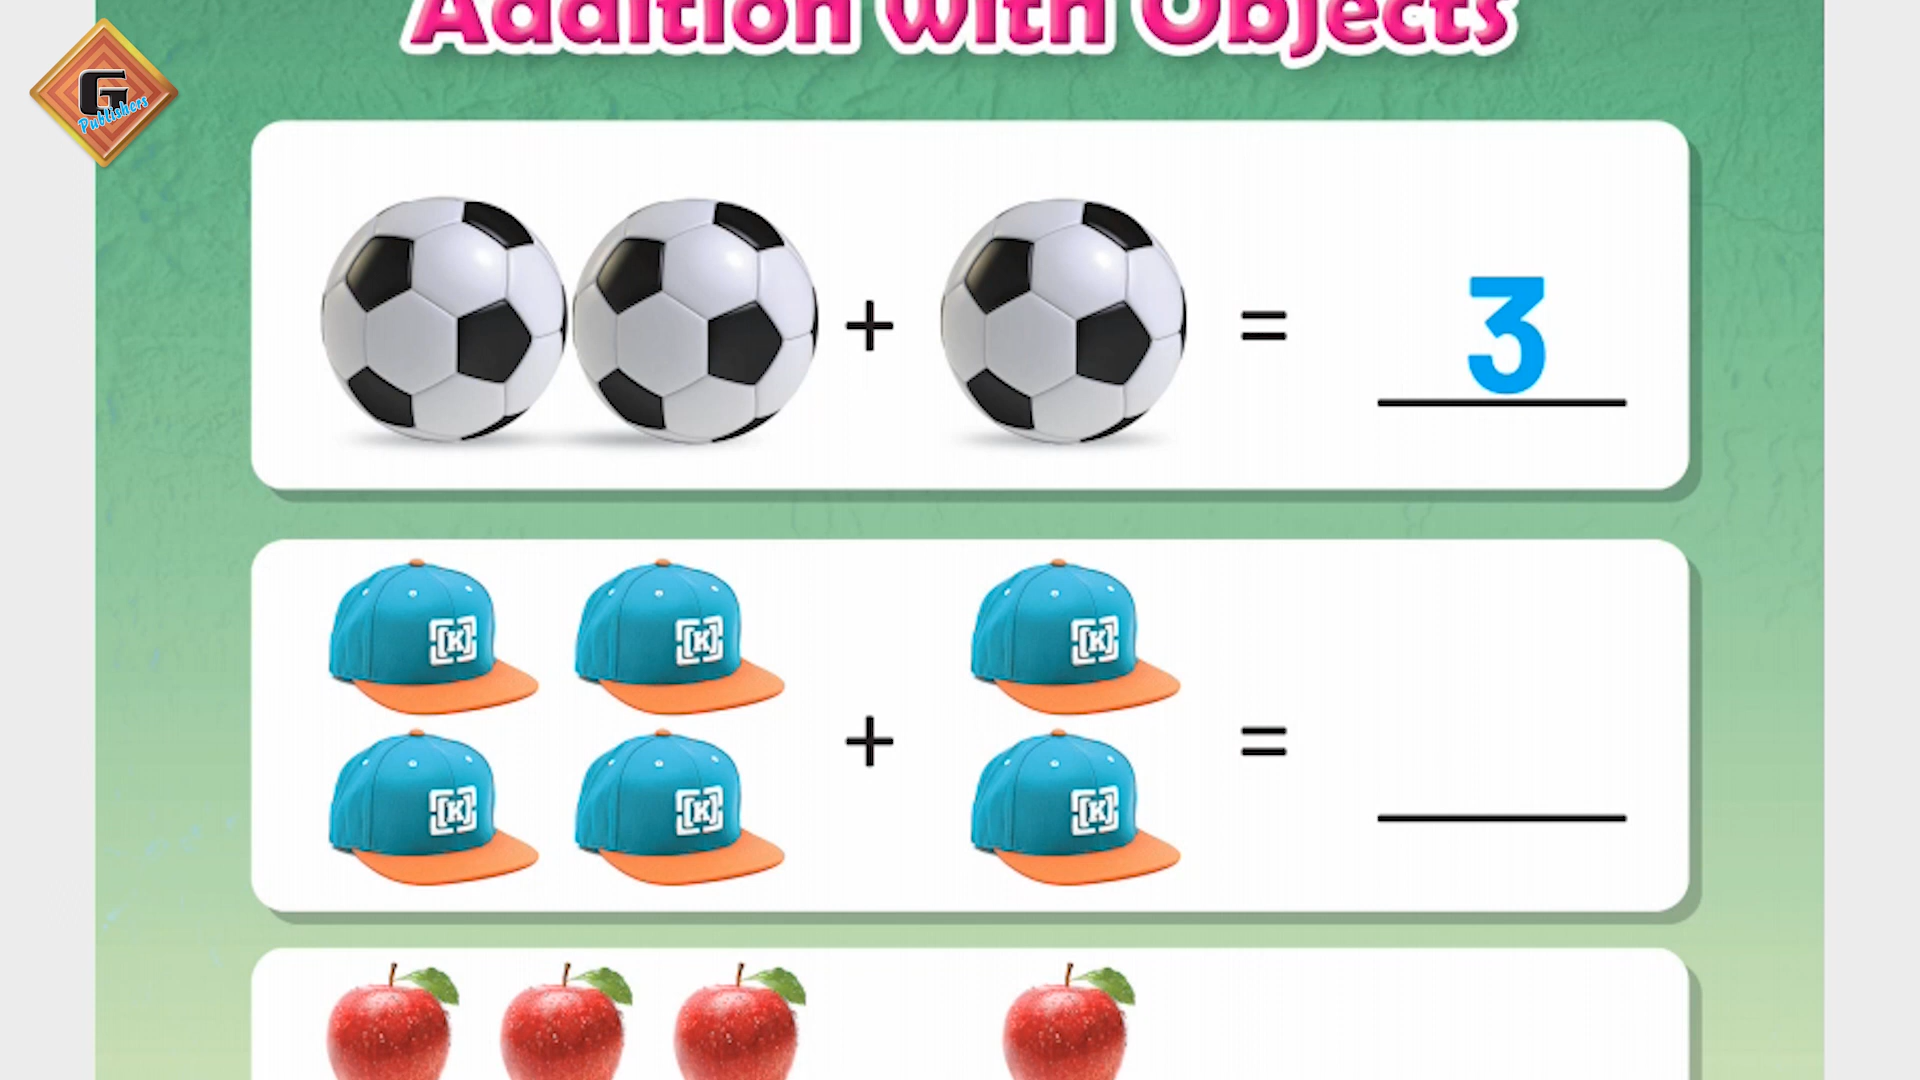 Addition with Objects
G
Publishers
+ = 3
[K] [K] [K]
+ =
[K] [K] [K]